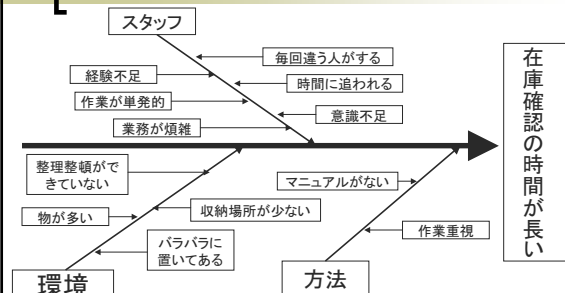 スタッフ
毎回違う人がする
経験不足
時間に追われる
作業が単発的
意識不足
業務が煩雑
整理整頓がで
きていない
マニュアルがない
収納場所が少ない
物が多い
作業重視
バラバラに
置いてある
環境
方法
在庫確認の時間が長い